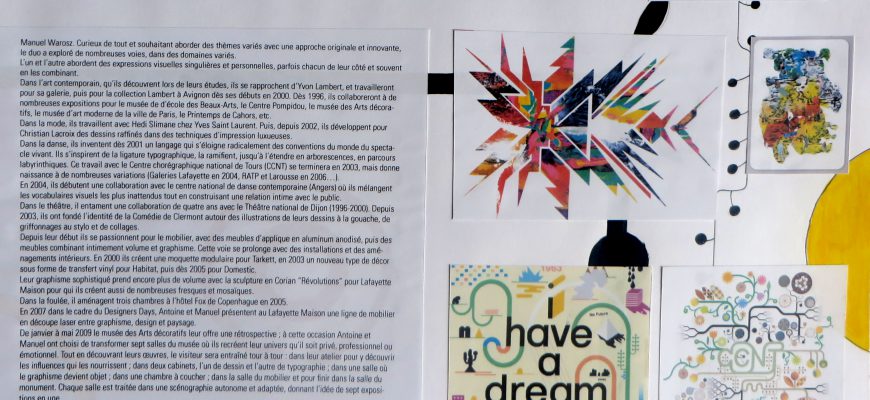 Manuel Warosz. Curieux de tout et souhaitant aborder des thèmes variés avec une approche originale et innovante,
le duo a exploré de nombreuses voies, dans des domaines variés.
L'un et l'autre abordent des expressions visuelles singulières et personnelles, parfois chacun de leur côté et souvent
en les combinant.
Dans l'art contemporain, qu'ils découvrent lors de leurs études, ils se rapprochent d'Yvon Lambert, et travailleront
pour sa galerie, puis pour la collection Lambert à Avignon dès ses débuts en 2000. Dès 1996, ils collaboreront à de
nombreuses expositions pour le musée de d'école des Beaux-Arts, le Centre Pompidou, le musée des Arts décora-
tifs, le musée d'art moderne de la ville de Paris, le Printemps de Cahors, etc.
Dans la mode, ils travaillent avec Hedi Slimane chez Yves Saint Laurent. Puis, depuis 2002, ils développent pour
Christian Lacroix des dessins raffinés dans des techniques d'impression luxueuses.
Dans la danse, ils inventent dès 2001 un langage qui s'éloigne radicalement des conventions du monde du specta-
cle vivant. Ils s'inspirent de la ligature typographique, la ramifient, jusqu'à l'étendre en arborescences, en parcours
labyrinthiques. Ce travail avec le Centre chorégraphique national de Tours (CCNT) se terminera en 2003, mais donne
naissance à de nombreuses variations (Galeries Lafayette en 2004, RATP et Larousse en 2006...).
En 2004, ils débutent une collaboration avec le centre national de danse contemporaine (Angers) où ils mélangent
les vocabulaires visuels les plus inattendus tout en construisant une relation intime avec le public.
Dans le théâtre, il entament une collaboration de quatre ans avec le Théâtre national de Dijon (1996-2000). Depuis
2003, ils ont fondé l'identité de la Comédie de Clermont autour des illustrations de leurs dessins à la gouache, de
griffonnages au stylo et de collages.
Depuis leur début ils se passionnent pour le mobilier, avec des meubles d'applique en aluminum anodisé, puis des
meubles combinant intimement volume et graphisme. Cette voie se prolonge avec des installations et des amé-
nagements intérieurs. En 2000 ils créent une moquette modulaire pour Tarkett, en 2003 un nouveau type de décor
sous forme de transfert vinyl pour Habitat, puis dès 2005 pour Domestic.
Leur graphisme sophistiqué prend encore plus de volume avec la sculpture en Corian "Révolutions" pour Lafayette
Maison pour qui ils créent aussi de nombreuses fresques et mosaïques.
Dans la foulée, il aménagent trois chambres à l'hôtel Fox de Copenhague en 2005.
En 2007 dans le cadre du Designers Days, Antoine et Manuel présentent au Lafayette Maison une ligne de mobilier
en découpe laser entre graphisme, design et paysage.
De janvier à mai 2009 le musée des Arts décoratifs leur offre une rétrospective ; à cette occasion Antoine et
Manuel ont choisi de transformer sept salles du musée où ils recréent leur univers qu'il soit privé, professionnel ou
émotionnel. Tout en découvrant leurs œuvres, le visiteur sera entraîné tour à tour : dans leur atelier pour y découvrir
les influences qui les nourrissent ; dans deux cabinets, l'un de dessin et l'autre de typographie ; dans une salle où
le graphisme devient objet ; dans une chambre à coucher ; dans la salle du mobilier et pour finir dans la salle du
monument. Chaque salle est traitée dans une scénographie autonome et adaptée, donnant l'idée de sept exposi-
tions en une.
1963
i
No Future
have
a
dream